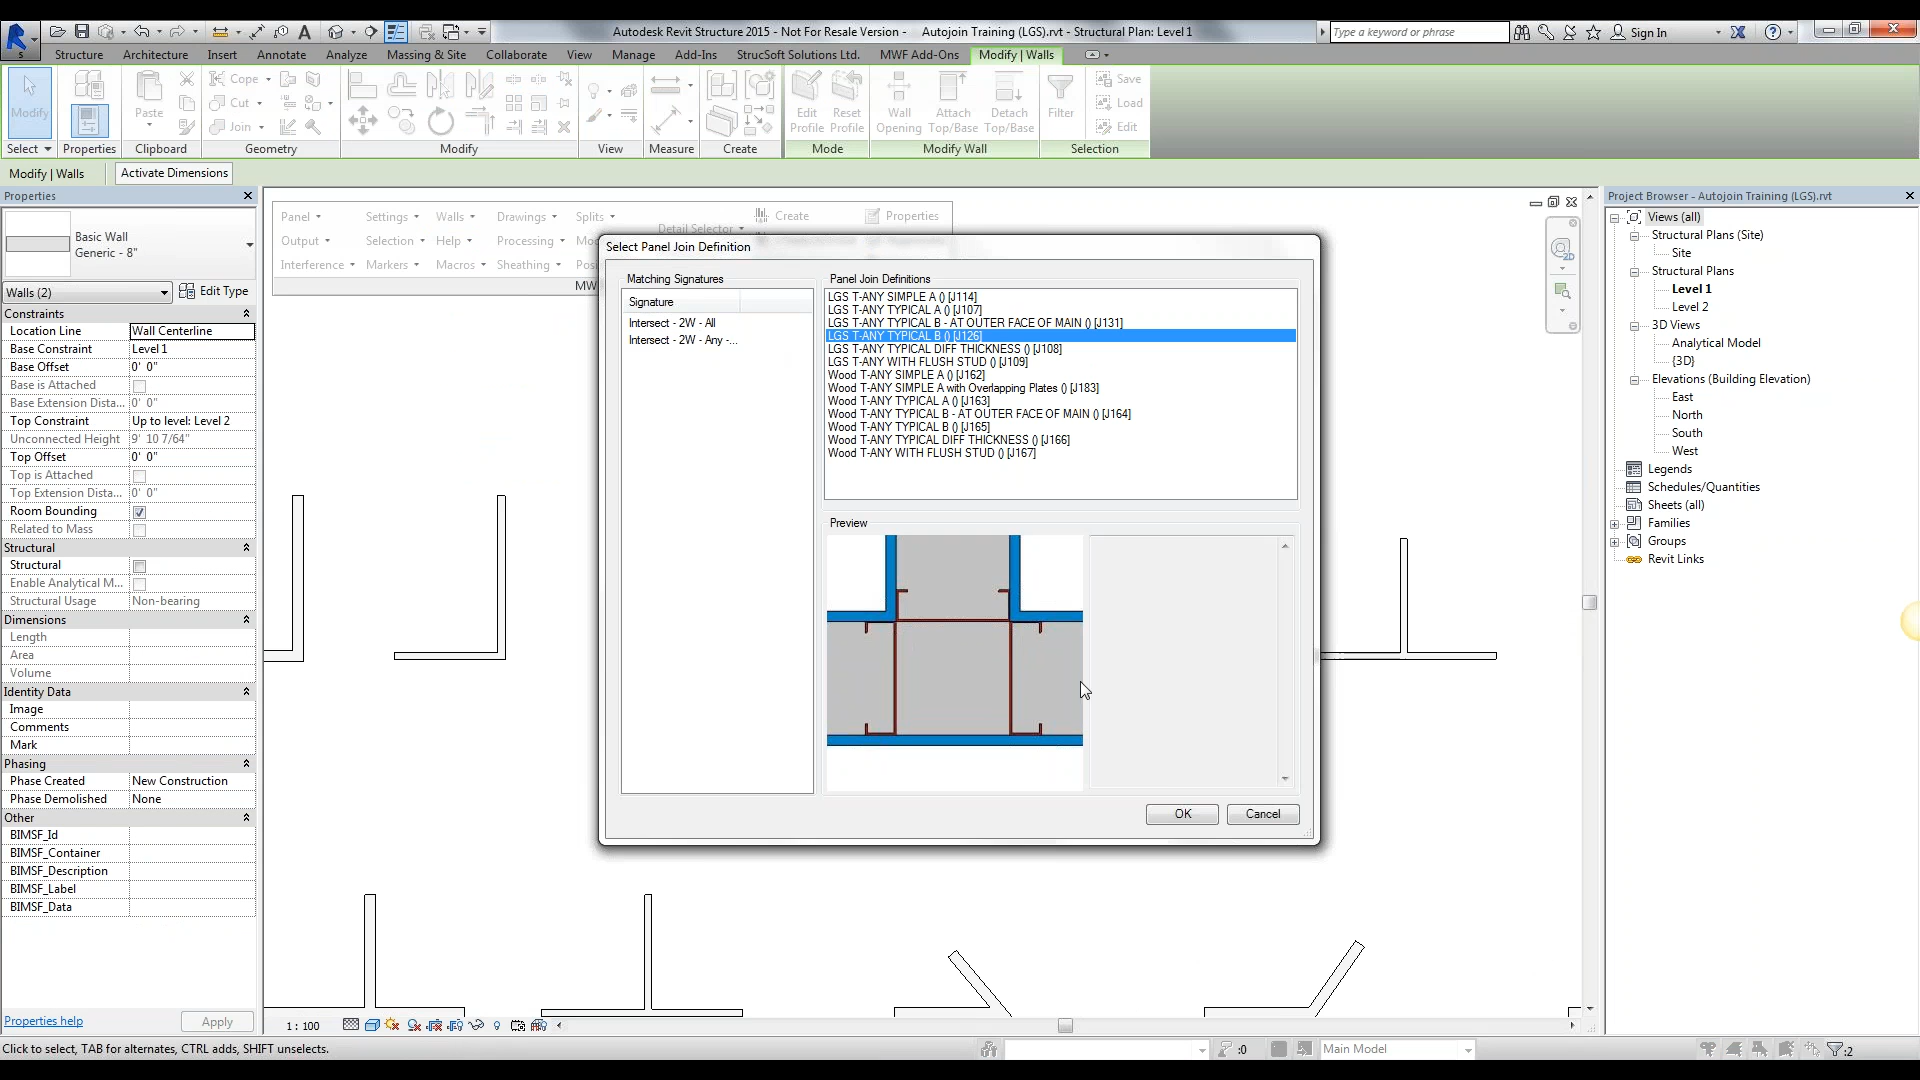 Autodesk Revit Structure 2015 - Not For Resale Version - Autojoin Training (LGS).rvt - Structural Plan: Level 1
Type a keyword or phrase
Sign In
Structure Architecture Insert Annotate Analyze Massing & Site Collaborate View Manage Add-Ins StrucSoft Solutions Ltd. MWF Add-Ons Modify | Walls
Modify
Paste
Cope
Cut
Join
Edit Profile
Reset Profile
Wall Opening
Attach Top/Base
Detach Top/Base
Filter
Save
Load
Edit
Select Properties Clipboard Geometry Modify View Measure Create Mode Modify Wall Selection
Modify | Walls
Activate Dimensions
Properties
Basic Wall
Generic - 8"
Walls (2)
Edit Type
Constraints
Location Line Wall Centerline
Base Constraint Level 1
Base Offset 0' 0"
Base is Attached
Base Extension Dista... 0' 0"
Top Constraint Up to level: Level 2
Unconnected Height 9' 10 7/64"
Top Offset 0' 0"
Top is Attached
Top Extension Dista... 0' 0"
Room Bounding
Related to Mass
Structural
Structural
Enable Analytical M...
Structural Usage Non-bearing
Dimensions
Length
Area
Volume
Identity Data
Image
Comments
Mark
Phasing
Phase Created New Construction
Phase Demolished None
Other
BIMSF_Id
BIMSF_Container
BIMSF_Description
BIMSF_Label
BIMSF_Data
Properties help
Apply
Panel Settings Walls Drawings Splits
Detail Selector
Create
Properties
Output Selection Help Processing
Interference Markers Macros Sheathing
Select Panel Join Definition
Matching Signatures
Signature
Intersect - 2W - All
Intersect - 2W - Any -...
Panel Join Definitions
LGS T-ANY SIMPLE A () [J114]
LGS T-ANY TYPICAL A () [J107]
LGS T-ANY TYPICAL B - AT OUTER FACE OF MAIN () [J131]
LGS T-ANY TYPICAL B () [J126]
LGS T-ANY TYPICAL DIFF THICKNESS () [J108]
LGS T-ANY WITH FLUSH STUD () [J109]
Wood T-ANY SIMPLE A () [J162]
Wood T-ANY SIMPLE A with Overlapping Plates () [J183]
Wood T-ANY TYPICAL A () [J163]
Wood T-ANY TYPICAL B - AT OUTER FACE OF MAIN () [J164]
Wood T-ANY TYPICAL B () [J165]
Wood T-ANY TYPICAL DIFF THICKNESS () [J166]
Wood T-ANY WITH FLUSH STUD () [J167]
Preview
OK
Cancel
2D
Project Browser - Autojoin Training (LGS).rvt
Views (all)
Structural Plans (Site)
Site
Structural Plans
Level 1
Level 2
3D Views
Analytical Model
{3D}
Elevations (Building Elevation)
East
North
South
West
Legends
Schedules/Quantities
Sheets (all)
Families
Groups
Revit Links
1 : 100
Click to select, TAB for alternates, CTRL adds, SHIFT unselects.
:0
Main Model
:2